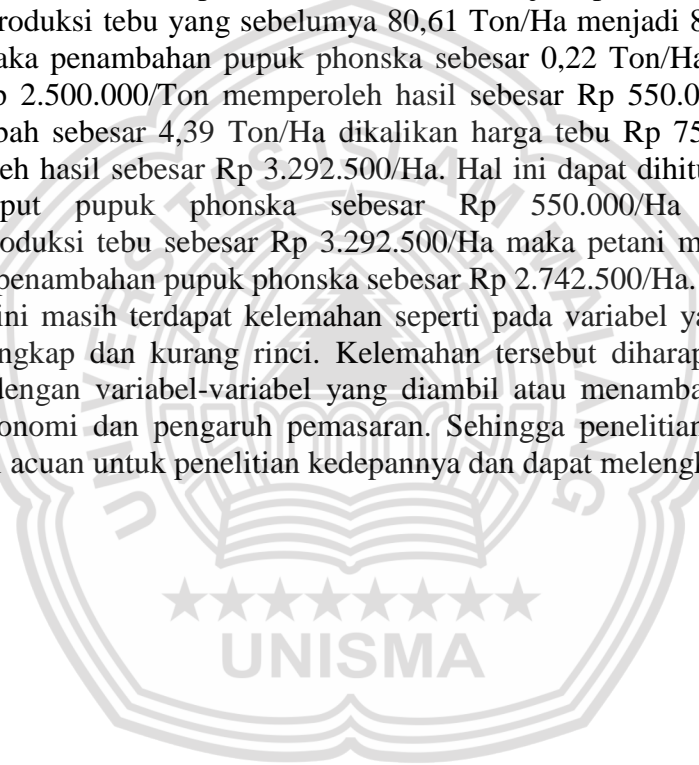 roduksi tebu yang sebelumya 80,61 Ton/Ha menjadi 8
aka penambahan pupuk phonska sebesar 0,22 Ton/Ha
2.500.000/Ton memperoleh hasil sebesar Rp 550.0
bah sebesar 4,39 Ton/Ha dikalikan harga tebu Rp 75
leh hasil sebesar Rp 3.292.500/Ha. Hal ini dapat dihitu
put pupuk phonska sebesar Rp 550.000/Ha
roduksi tebu sebesar Rp 3.292.500/Ha maka petani m
penambahan pupuk phonska sebesar Rp 2.742.500/Ha.
ini masih terdapat kelemahan seperti pada variabel ya
ngkap dan kurang rinci. Kelemahan tersebut diharap
dengan variabel-variabel yang diambil atau menamba
onomi dan pengaruh pemasaran. Sehingga penelitian
i acuan untuk penelitian kedepannya dan dapat melengk
UNIVERSITAS ISLAM MALANG
UNISMA